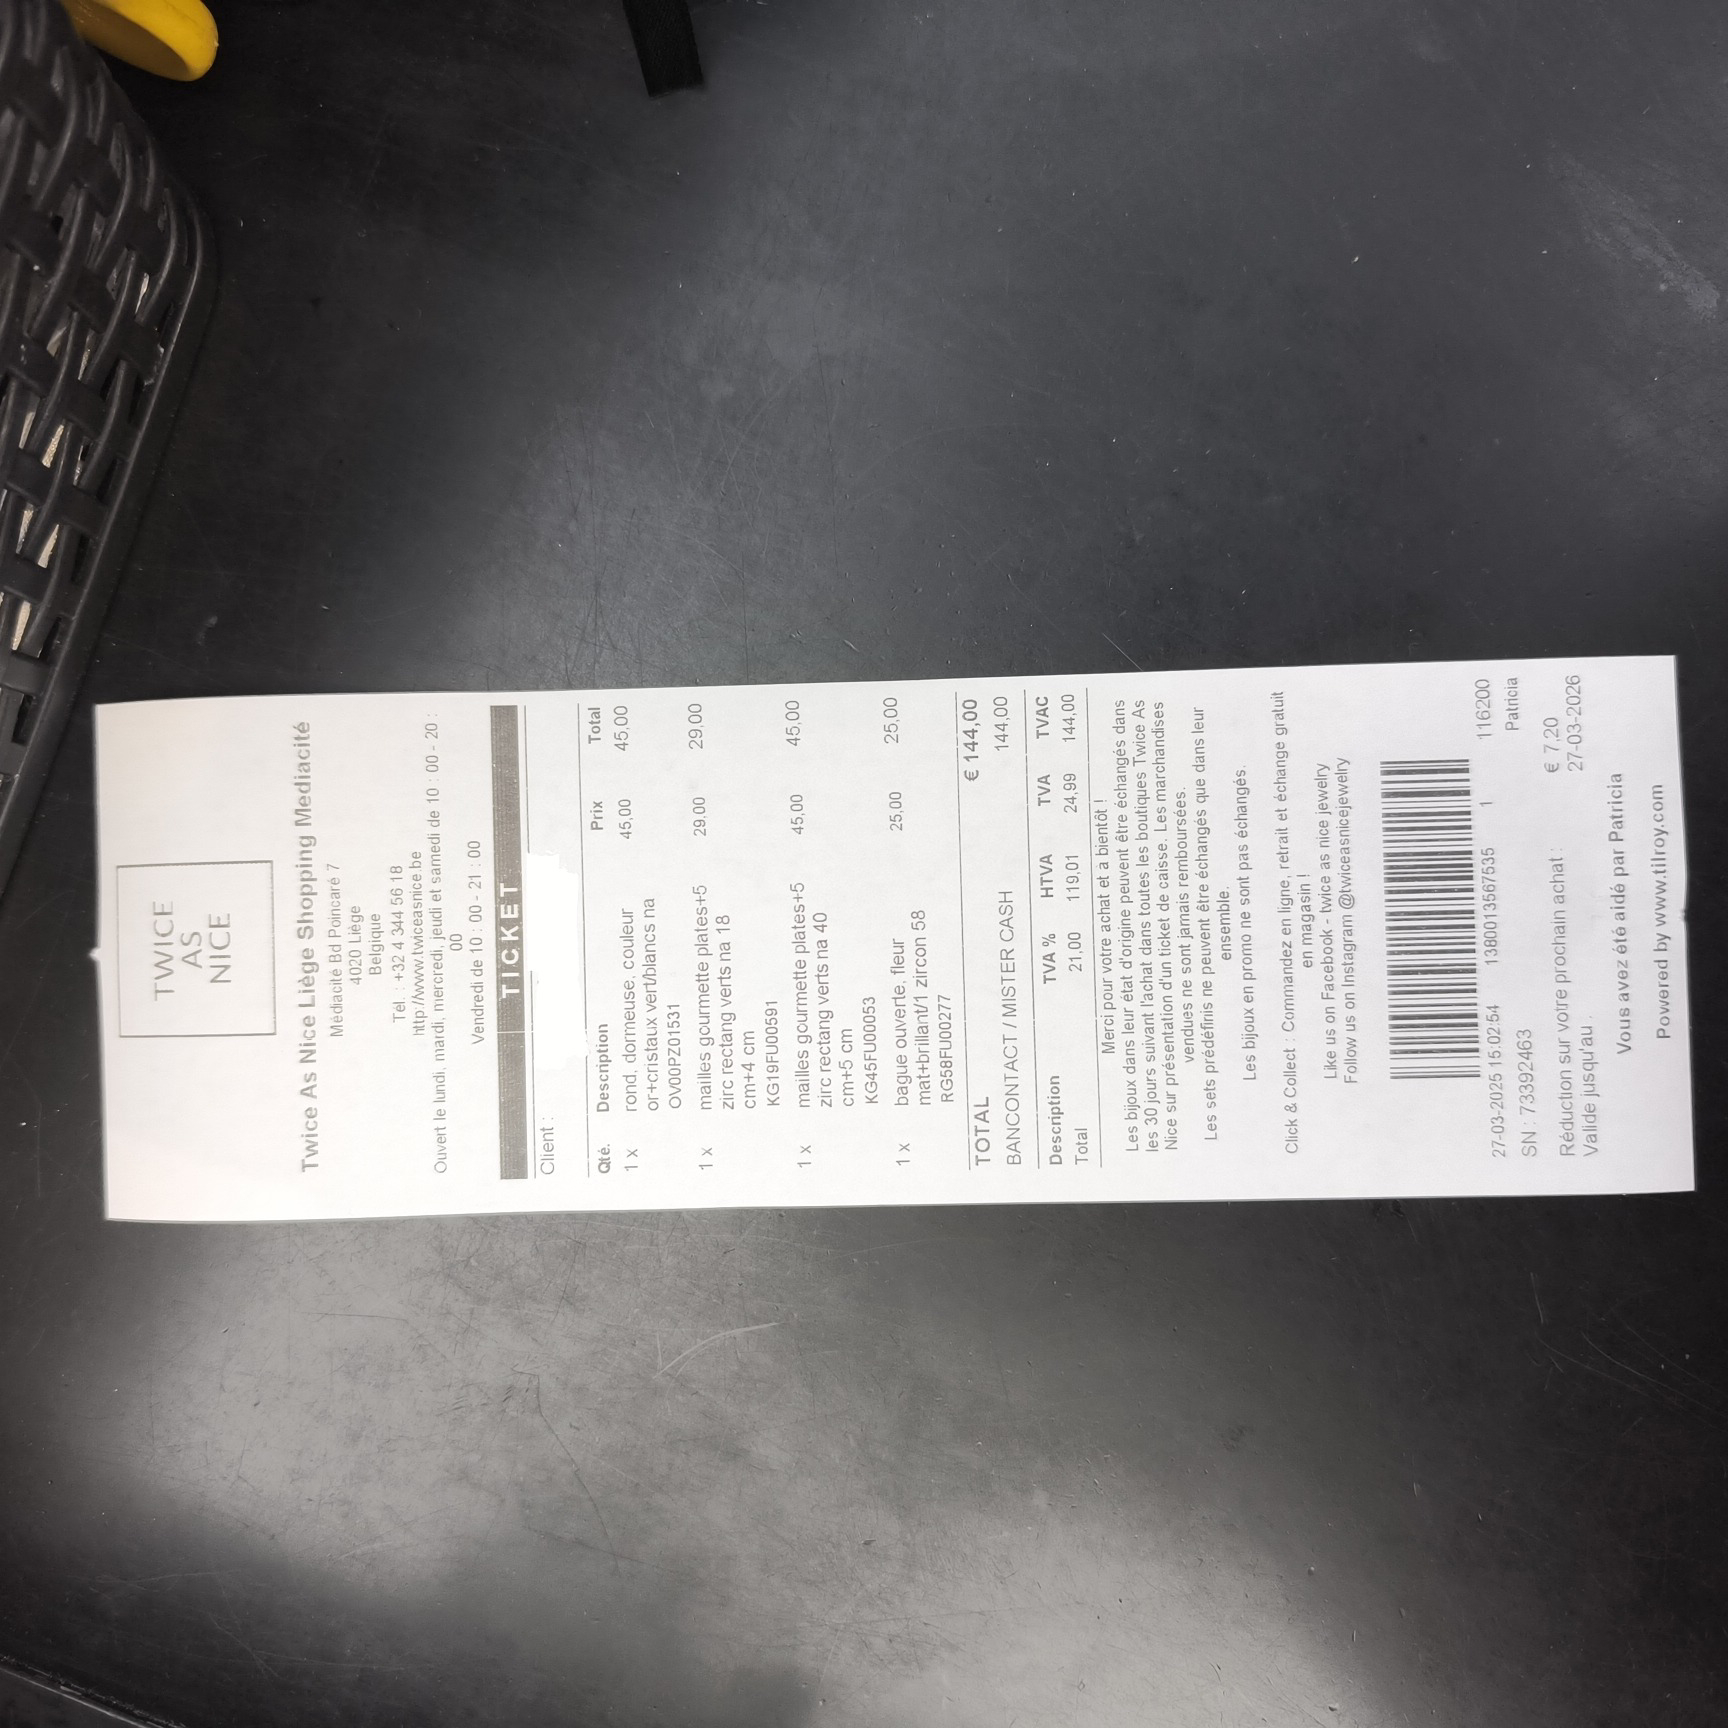 TWICE
AS
NICE
Twice As Nice Liège Shopping Mediacité
Médiacité Bd Poincaré 7
4020 Liège
Belgique
Tél. : +32 4 344 56 18
http://www.twiceasnice.be
Ouvert le lundi, mardi, mercredi, jeudi et samedi de 10 : 00 - 20 :
00
Vendredi de 10 : 00 - 21 : 00
TICKET
Client :
Qté. Description Prix Total
1 x rond, dormeuse, couleur 45,00 45,00
or+cristaux vert/blancs na
OV00PZ01531
1 x mailles gourmette plates+5 29,00 29,00
zirc rectang verts na 18
cm+4 cm
KG19FU00591
1 x mailles gourmette plates+5 45,00 45,00
zirc rectang verts na 40
cm+5 cm
KG45FU00053
1 x bague ouverte, fleur 25,00 25,00
mat+brillant/1 zircon 58
RG58FU00277
TOTAL € 144,00
BANCONTACT / MISTER CASH 144,00
Description TVA % HTVA TVA TVAC
Total 21,00 119,01 24,99 144,00
Merci pour votre achat et à bientôt !
Les bijoux dans leur état d'origine peuvent être échangés dans
les 30 jours suivant l'achat dans toutes les boutiques Twice As
Nice sur présentation d'un ticket de caisse. Les marchandises
vendues ne sont jamais remboursées.
Les sets prédéfinis ne peuvent être échangés que dans leur
ensemble.
Les bijoux en promo ne sont pas échangés.
Click & Collect : Commandez en ligne, retrait et échange gratuit
en magasin !
Like us on Facebook - twice as nice jewelry
Follow us on Instagram @twiceasnicejewelry
27-03-2025 15:02:54 1380013567535 1 116200
SN : 73392463 Patricia
Réduction sur votre prochain achat : € 7,20
Valide jusqu'au : 27-03-2026
Vous avez été aidé par Patricia
Powered by www.tilroy.com